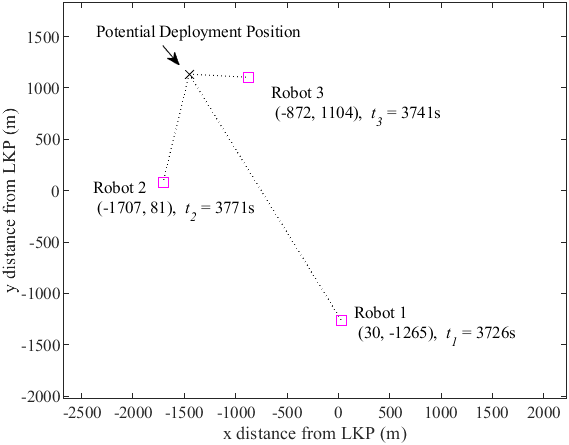 Potential Deployment Position
Robot 3
(-872, 1104), t3 = 3741s
Robot 2
(-1707, 81), t2 = 3771s
Robot 1
(30, -1265), t1 = 3726s
y distance from LKP (m)
1500
1000
500
0
-500
-1000
-1500
-2000
-2500 -2000 -1500 -1000 -500 0 500 1000 1500 2000
x distance from LKP (m)